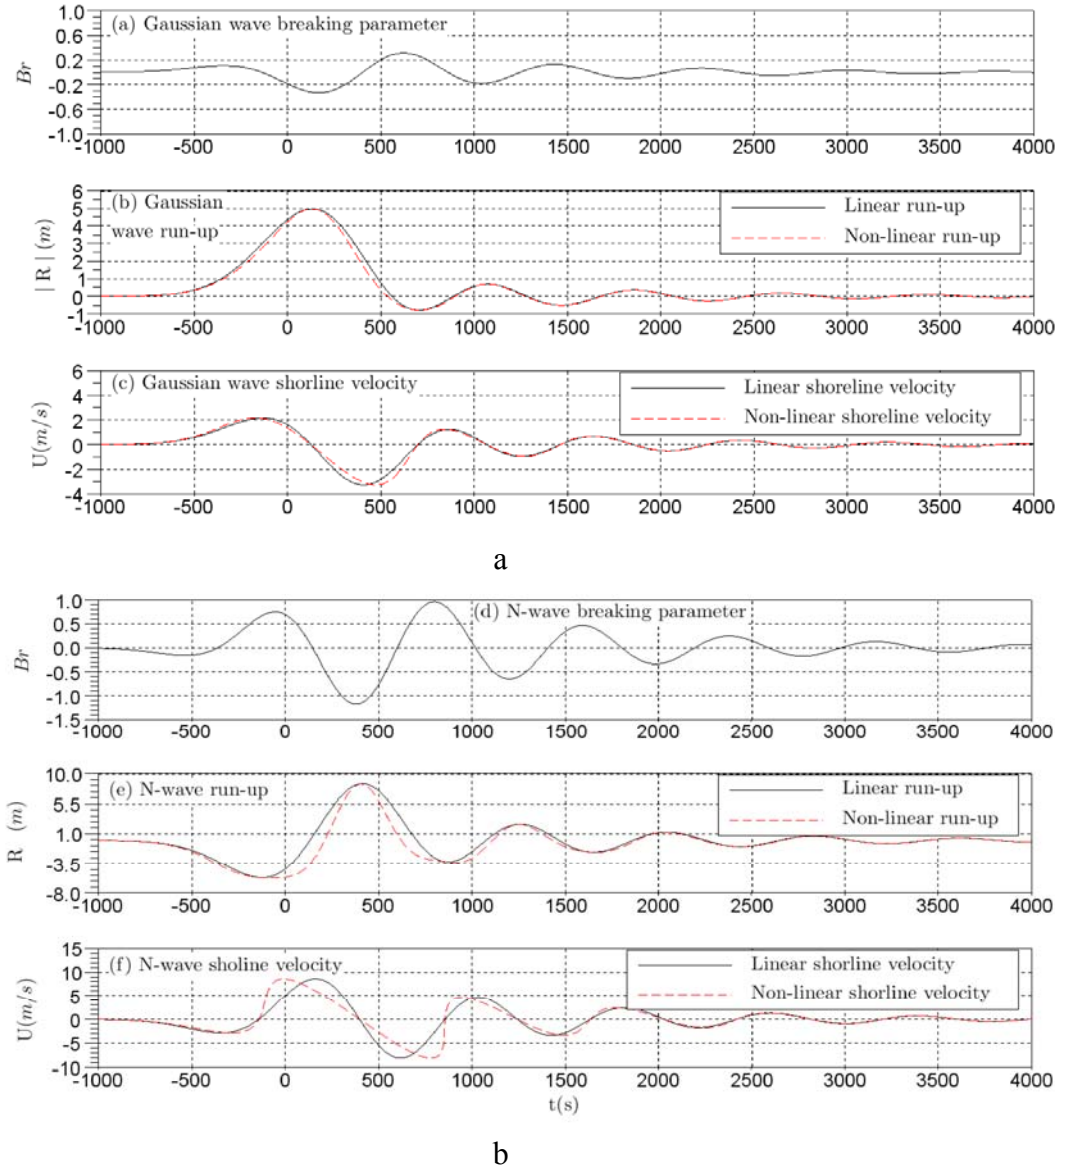 (a) Gaussian wave breaking parameter
Br
1.0
0.6
0.2
-0.2
-0.6
-1.0
-1000 -500 0 500 1000 1500 2000 2500 3000 3500 4000
(b) Gaussian
wave run-up
| R | (m)
6
5
4
3
2
1
0
-1
Linear run-up
Non-linear run-up
-1000 -500 0 500 1000 1500 2000 2500 3000 3500 4000
(c) Gaussian wave shorline velocity
U(m/s)
6
4
2
0
-2
-4
Linear shoreline velocity
Non-linear shoreline velocity
-1000 -500 0 500 1000 1500 2000 2500 3000 3500 4000
a
(d) N-wave breaking parameter
Br
1.0
0.5
0.0
-0.5
-1.0
-1.5
-1000 -500 0 500 1000 1500 2000 2500 3000 3500 4000
(e) N-wave run-up
R (m)
10.0
5.5
1.0
-3.5
-8.0
Linear run-up
Non-linear run-up
-1000 -500 0 500 1000 1500 2000 2500 3000 3500 4000
(f) N-wave sholine velocity
U(m/s)
15
10
5
0
-5
-10
Linear shorline velocity
Non-linear shorline velocity
-1000 -500 0 500 1000 1500 2000 2500 3000 3500 4000
t(s)
b